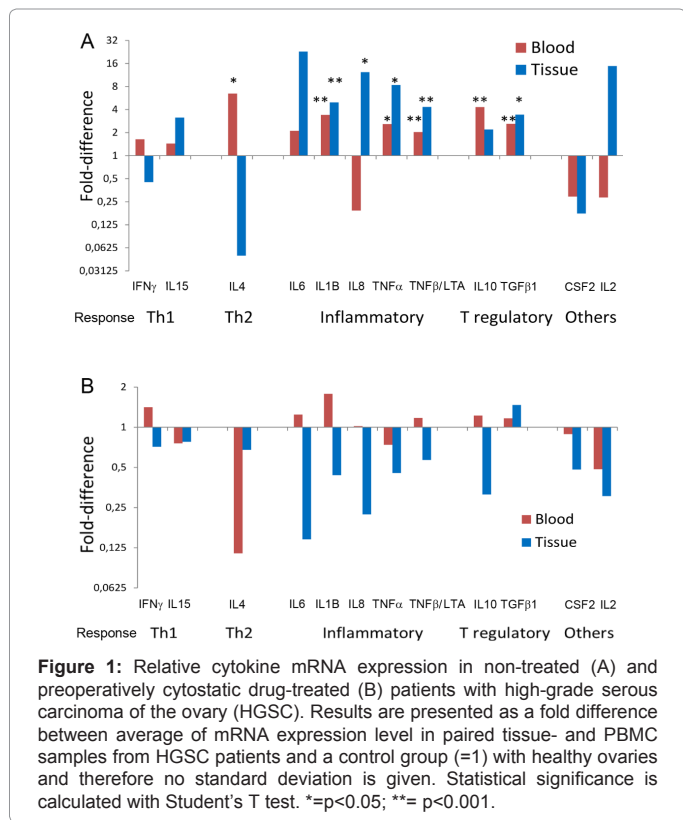 A
Blood
Tissue
Fold-difference
32
16
8
4
2
1
0,5
0,25
0,125
0,0625
0,03125
*
** **
*
* *
** **
**
** *
IFNγ IL15 IL4 IL6 IL1B IL8 TNFα TNFβ/LTA IL10 TGFβ1 CSF2 IL2
Response Th1 Th2 Inflammatory T regulatory Others
B
Fold-difference
2
1
0,5
0,25
0,125
0,0625
Blood
Tissue
IFNγ IL15 IL4 IL6 IL1B IL8 TNFα TNFβ/LTA IL10 TGFβ1 CSF2 IL2
Response Th1 Th2 Inflammatory T regulatory Others
Figure 1: Relative cytokine mRNA expression in non-treated (A) and
preoperatively cytostatic drug-treated (B) patients with high-grade serous
carcinoma of the ovary (HGSC). Results are presented as a fold difference
between average of mRNA expression level in paired tissue- and PBMC
samples from HGSC patients and a control group (=1) with healthy ovaries
and therefore no standard deviation is given. Statistical significance is
calculated with Student’s T test. *=p<0.05; **= p<0.001.